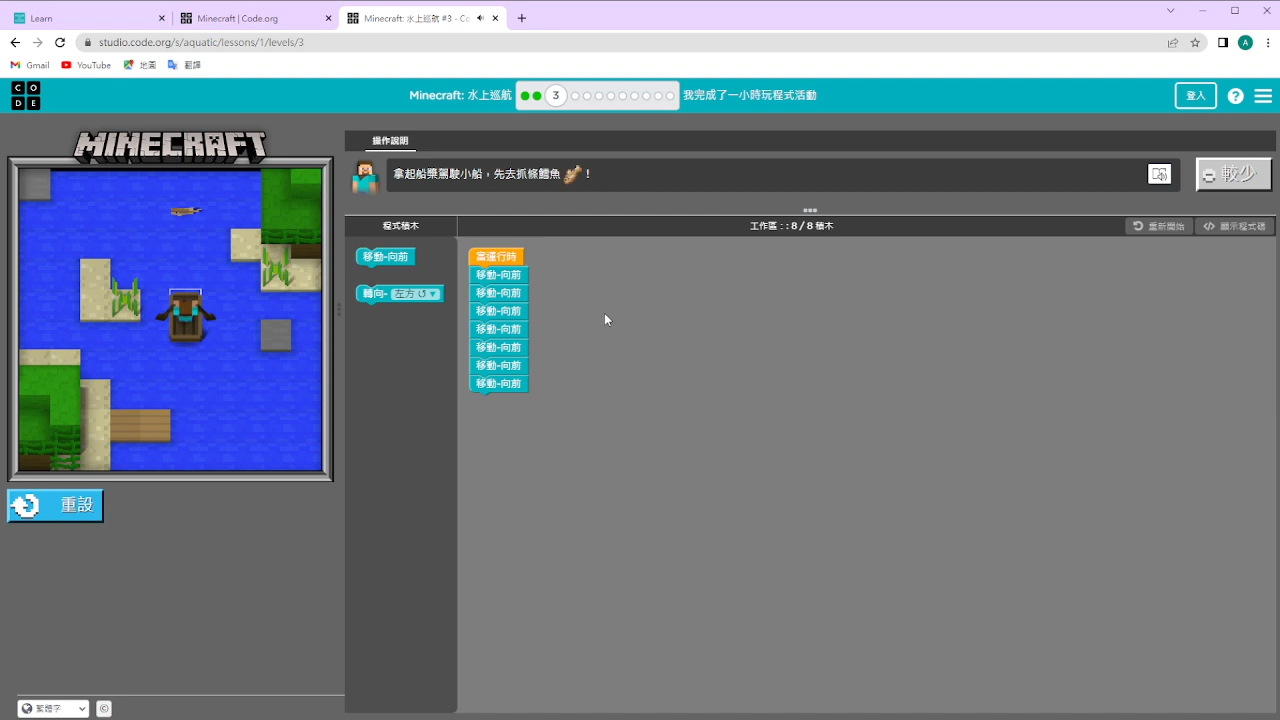 Learn
Minecraft | Code.org
Minecraft: 水上巡航 #3 - Co
studio.code.org/s/aquatic/lessons/1/levels/3
A
Gmail
YouTube
地圖
翻譯
C O
D E
Minecraft: 水上巡航
3
我完成了一小時玩程式活動
登入
?
MINECRAFT
操作說明
拿起船槳駕駛小船，先去抓條鱈魚！
較少
程式積木
工作區 : : 8 / 8 積木
重新開始
顯示程式碼
移動-向前
轉向- 左方 ↺ ▾
當運行時
移動-向前
移動-向前
移動-向前
移動-向前
移動-向前
移動-向前
移動-向前
重設
繁體字
©